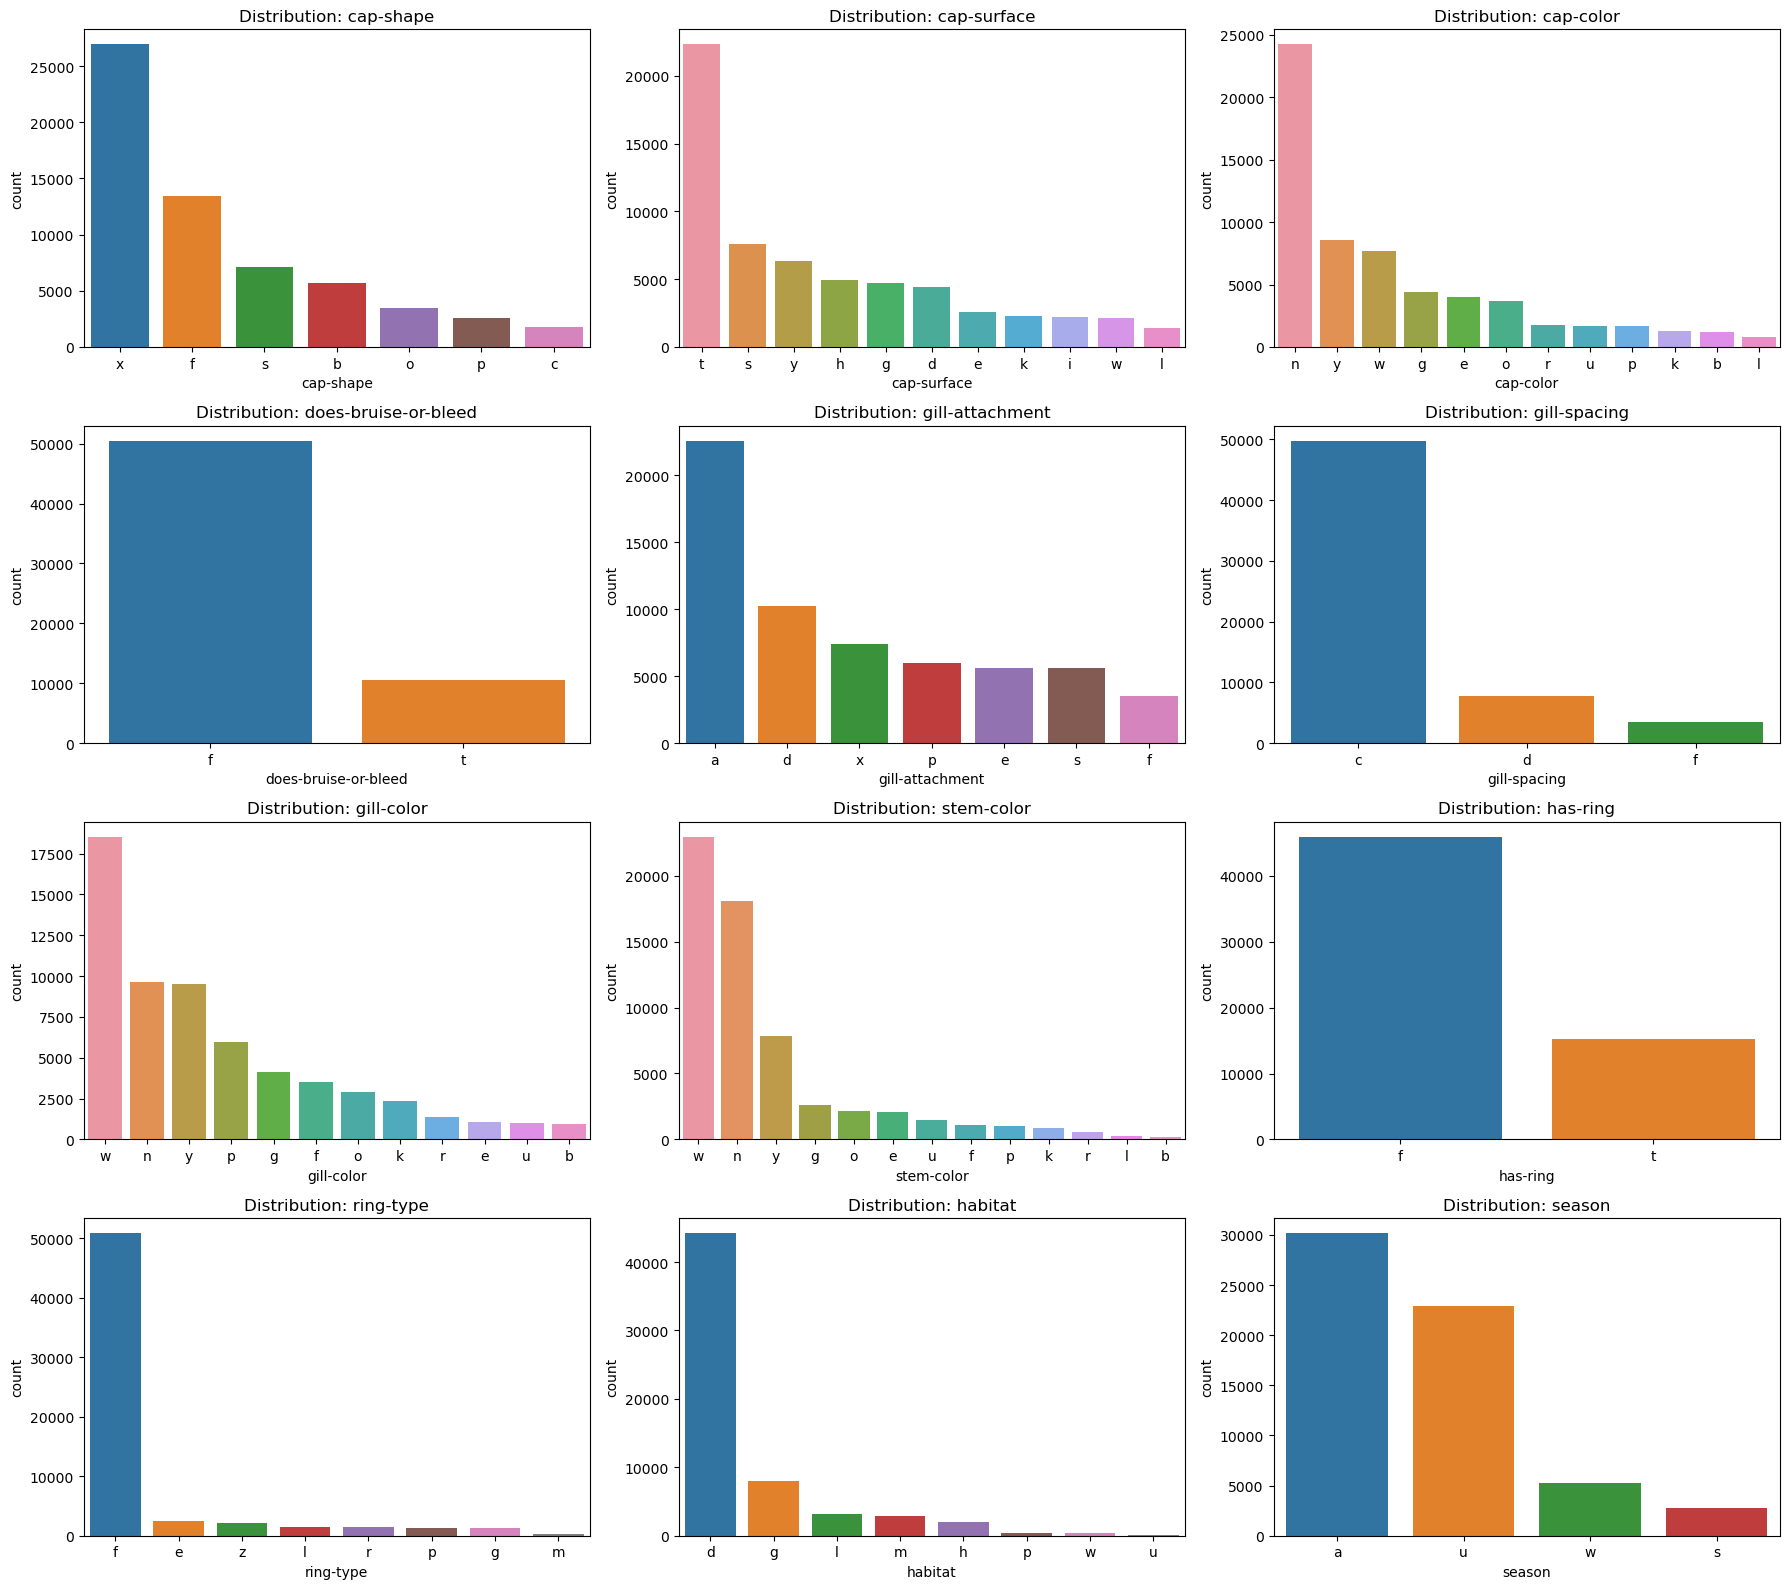 Distribution: cap-shape
25000
20000
15000
10000
5000
0
count
x f s b o p c
cap-shape
Distribution: cap-surface
20000
15000
10000
5000
0
count
t s y h g d e k i w l
cap-surface
Distribution: cap-color
25000
20000
15000
10000
5000
0
count
n y w g e o r u p k b l
cap-color
Distribution: does-bruise-or-bleed
50000
40000
30000
20000
10000
0
count
f t
does-bruise-or-bleed
Distribution: gill-attachment
20000
15000
10000
5000
0
count
a d x p e s f
gill-attachment
Distribution: gill-spacing
50000
40000
30000
20000
10000
0
count
c d f
gill-spacing
Distribution: gill-color
17500
15000
12500
10000
7500
5000
2500
0
count
w n y p g f o k r e u b
gill-color
Distribution: stem-color
20000
15000
10000
5000
0
count
w n y g o e u f p k r l b
stem-color
Distribution: has-ring
40000
30000
20000
10000
0
count
f t
has-ring
Distribution: ring-type
50000
40000
30000
20000
10000
0
count
f e z l r p g m
ring-type
Distribution: habitat
40000
30000
20000
10000
0
count
d g l m h p w u
habitat
Distribution: season
30000
25000
20000
15000
10000
5000
0
count
a u w s
season